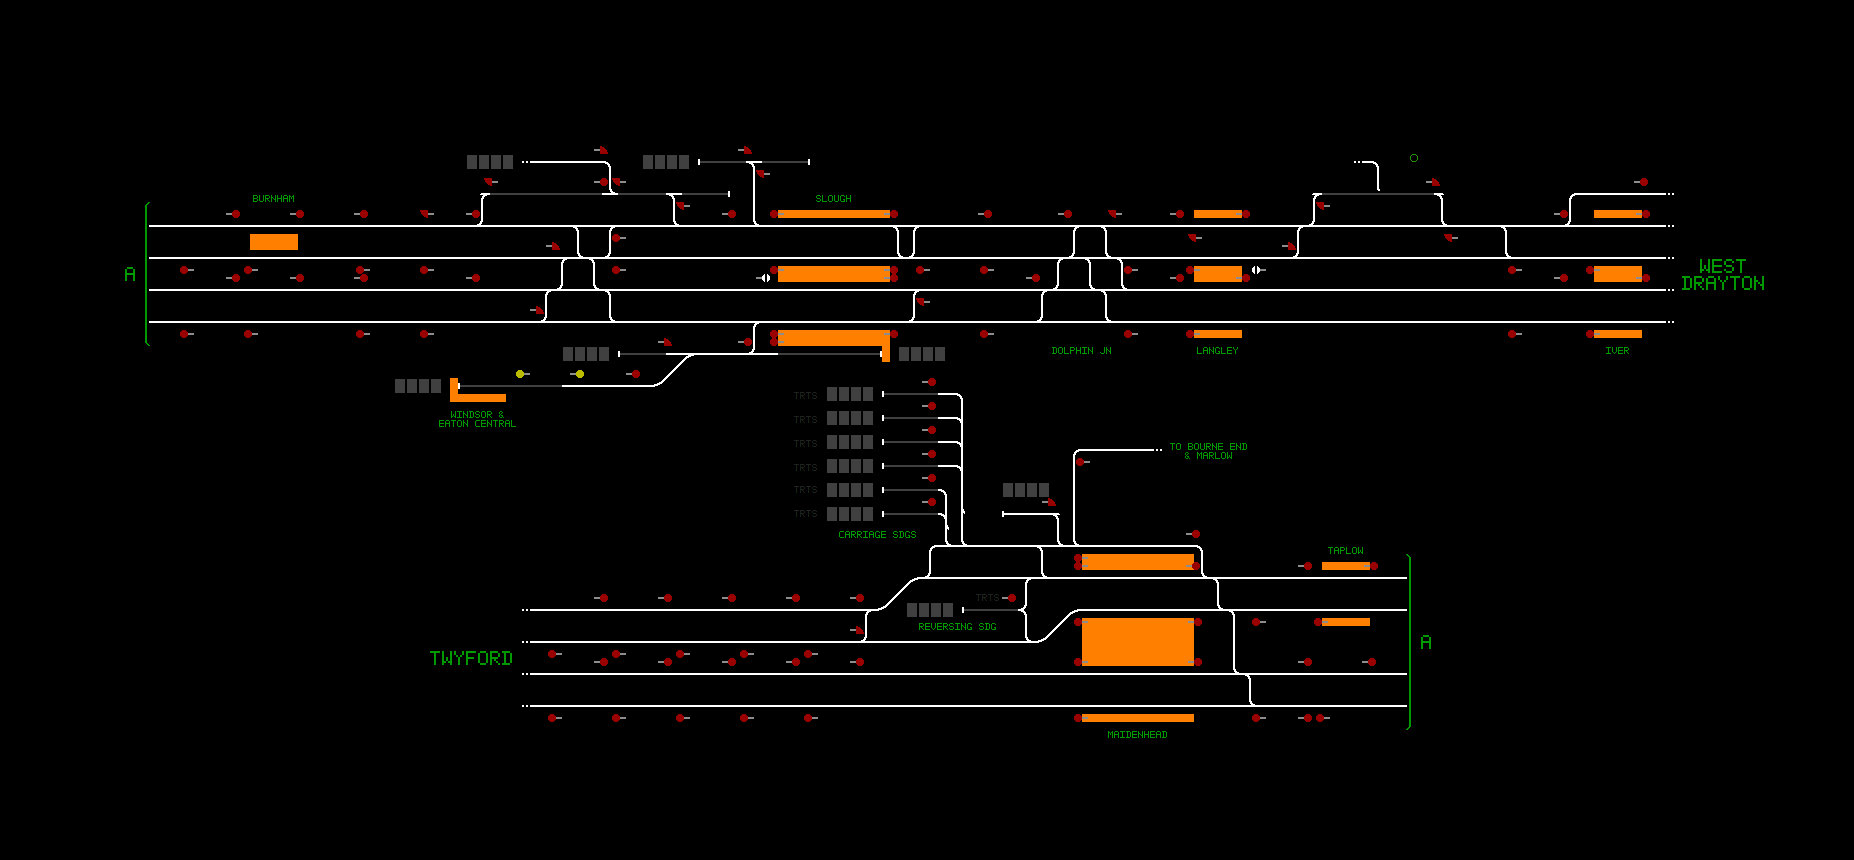 BURNHAM
SLOUGH
A
WEST
DRAYTON
DOLPHIN JN
LANGLEY
IVER
WINDSOR &
EATON CENTRAL
TRTS
TRTS
TRTS
TRTS
TRTS
TRTS
CARRIAGE SDGS
TO BOURNE END
& MARLOW
TAPLOW
TRTS
REVERSING SDG
A
TWYFORD
MAIDENHEAD